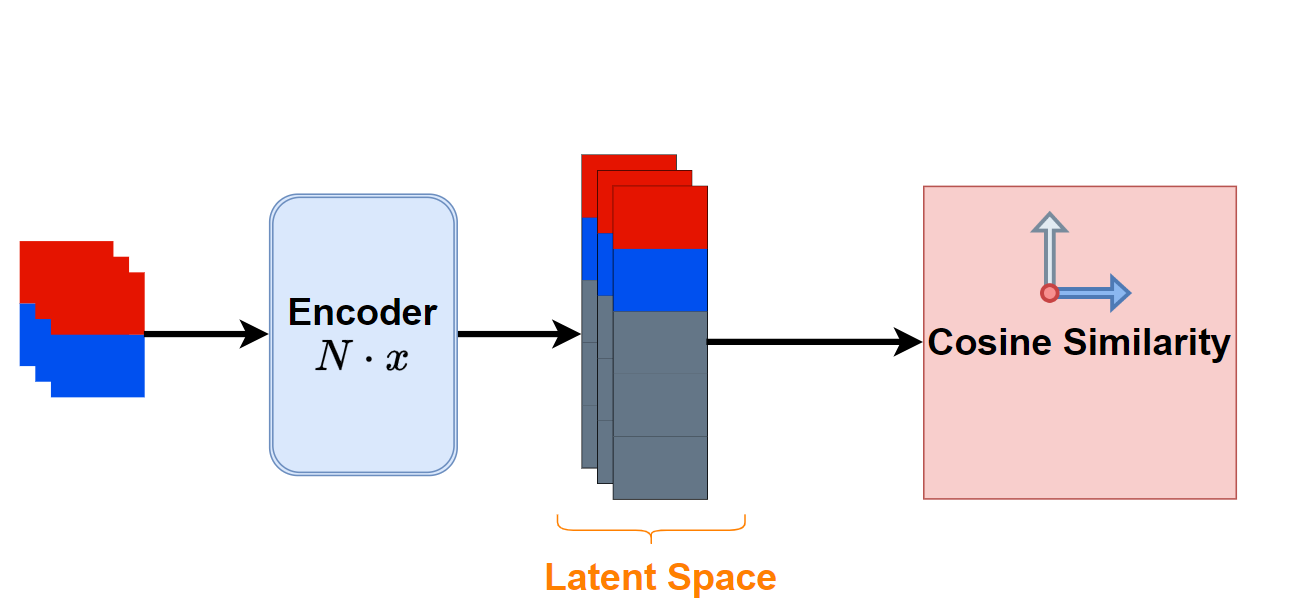 Encoder
N · x
Cosine Similarity
Latent Space